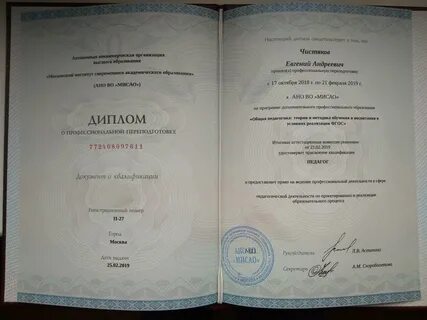 Автономная некоммерческая организация
высшего образования
«Московский институт современного академического образования»
(АНО ВО «МИСАО»)
ДИПЛОМ
О ПРОФЕССИОНАЛЬНОЙ ПЕРЕПОДГОТОВКЕ
772408097611
Документ о квалификации
Регистрационный номер
П-27
Город
Москва
Дата выдачи
25.02.2019
Настоящий диплом свидетельствует о том, что
Чистяков
Евгений Андреевич
прошел(а) профессиональную переподготовку
с 17 октября 2018 г. по 21 февраля 2019 г.
в АНО ВО «МИСАО»
по программе дополнительного профессионального образования
«Общая педагогика: теория и методика обучения и воспитания в
условиях реализации ФГОС»
Итоговая аттестационная комиссия решением
от 25.02.2019
удостоверяет присвоение квалификации
ПЕДАГОГ
и предоставляет право на ведение профессиональной деятельности в сфере
педагогической деятельности по проектированию и реализации
образовательного процесса
Руководитель
Секретарь А.М. Скоробогатова
«МИСАО»